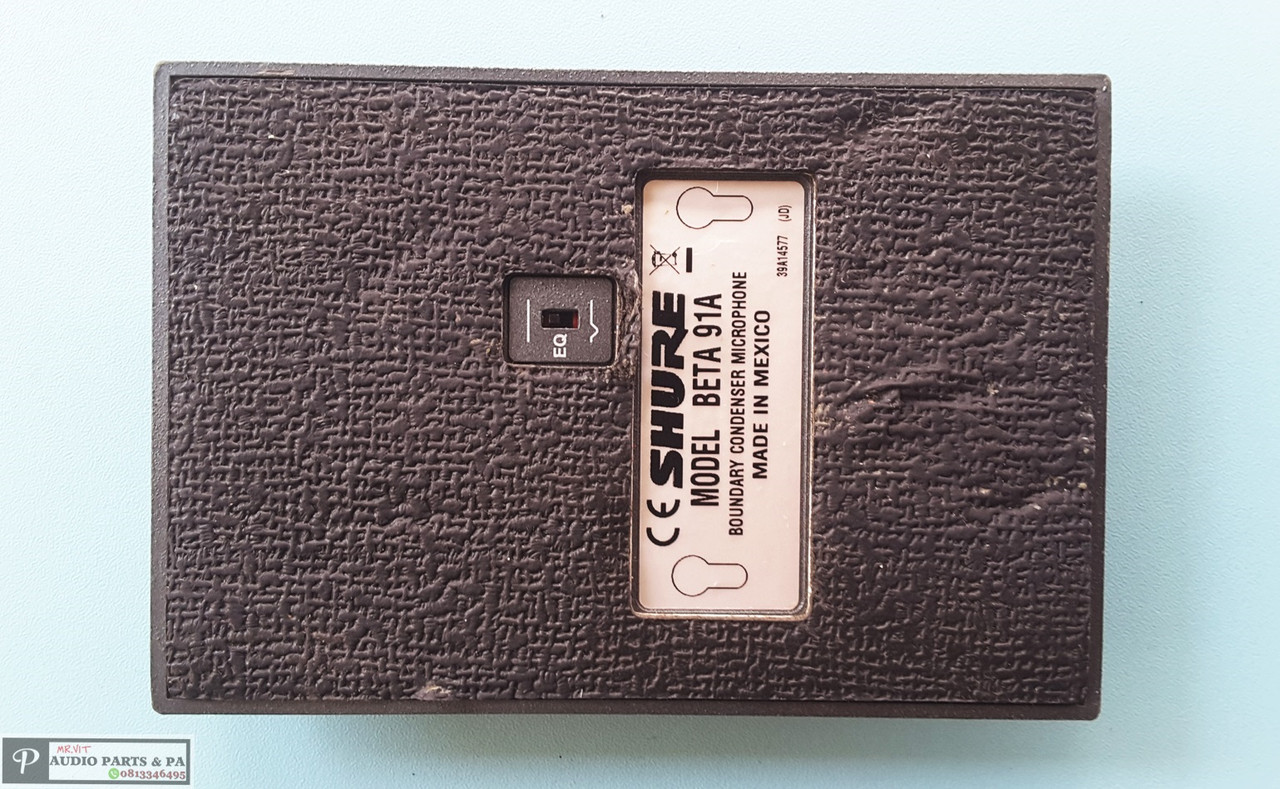 EQ
CE SHURE
MODEL BETA 91A
BOUNDARY CONDENSER MICROPHONE
MADE IN MEXICO
39A14577 (JD)
P
MR.VIT
AUDIO PARTS & PA
0813346495